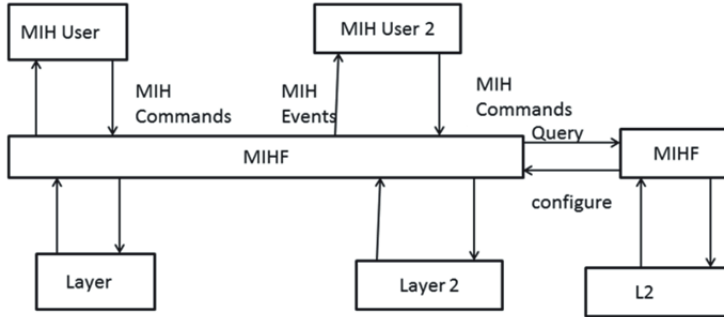 MIH User
MIH User 2
MIH
Commands
MIH
Events
MIH
Commands
Query
MIHF
MIHF
configure
Layer
Layer 2
L2